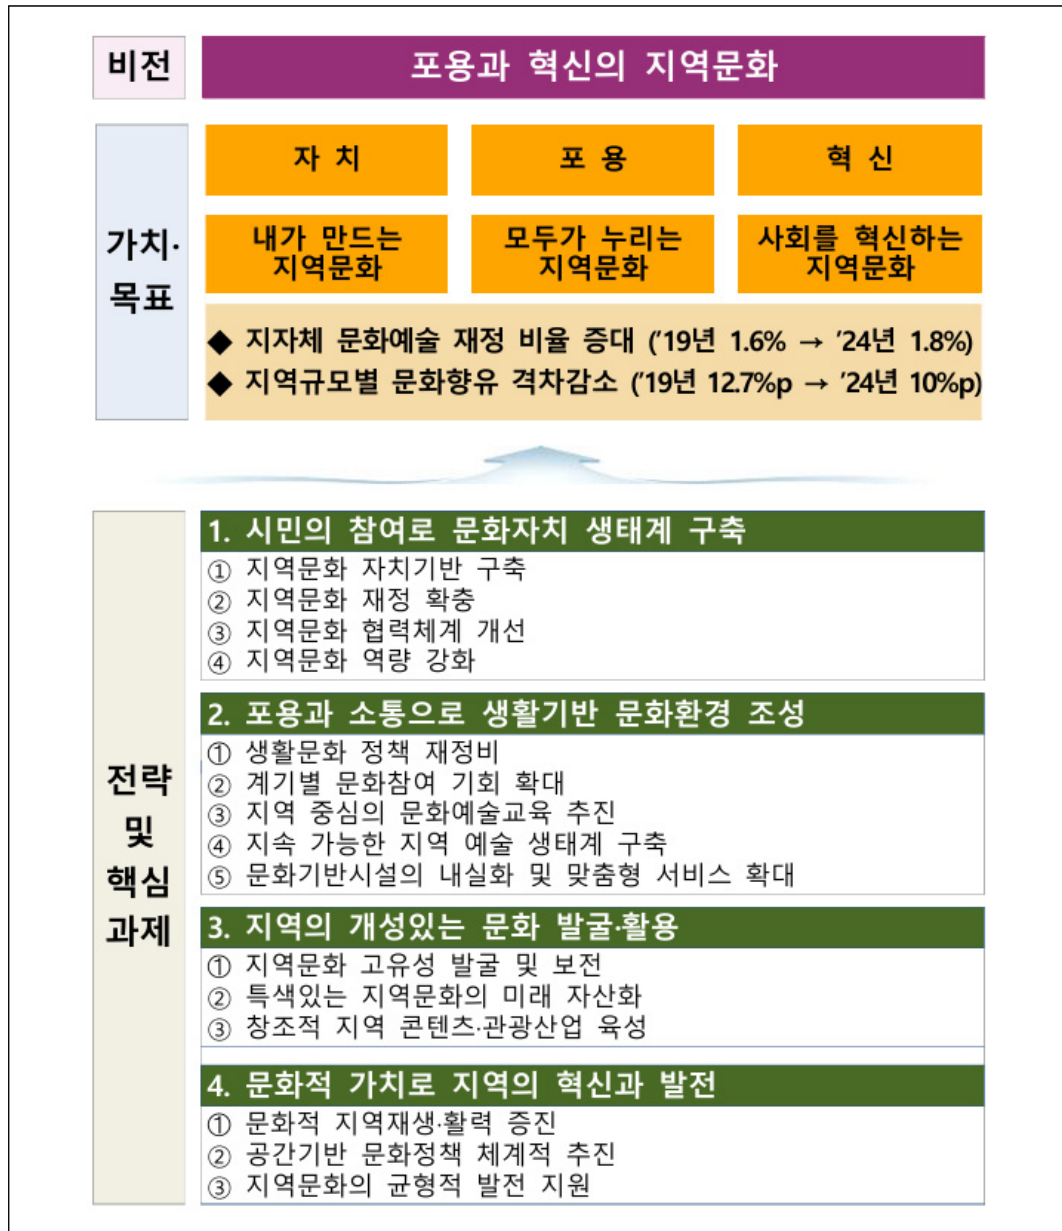 비전
포용과 혁신의 지역문화
가치·
목표
자 치
포 용
혁 신
내가 만드는
지역문화
모두가 누리는
지역문화
사회를 혁신하는
지역문화
◆ 지자체 문화예술 재정 비율 증대 (’19년 1.6% → ’24년 1.8%)
◆ 지역규모별 문화향유 격차감소 (’19년 12.7%p → ’24년 10%p)
전략
및
핵심
과제
1. 시민의 참여로 문화자치 생태계 구축
① 지역문화 자치기반 구축
② 지역문화 재정 확충
③ 지역문화 협력체계 개선
④ 지역문화 역량 강화
2. 포용과 소통으로 생활기반 문화환경 조성
① 생활문화 정책 재정비
② 계기별 문화참여 기회 확대
③ 지역 중심의 문화예술교육 추진
④ 지속 가능한 지역 예술 생태계 구축
⑤ 문화기반시설의 내실화 및 맞춤형 서비스 확대
3. 지역의 개성있는 문화 발굴·활용
① 지역문화 고유성 발굴 및 보전
② 특색있는 지역문화의 미래 자산화
③ 창조적 지역 콘텐츠·관광산업 육성
4. 문화적 가치로 지역의 혁신과 발전
① 문화적 지역재생·활력 증진
② 공간기반 문화정책 체계적 추진
③ 지역문화의 균형적 발전 지원